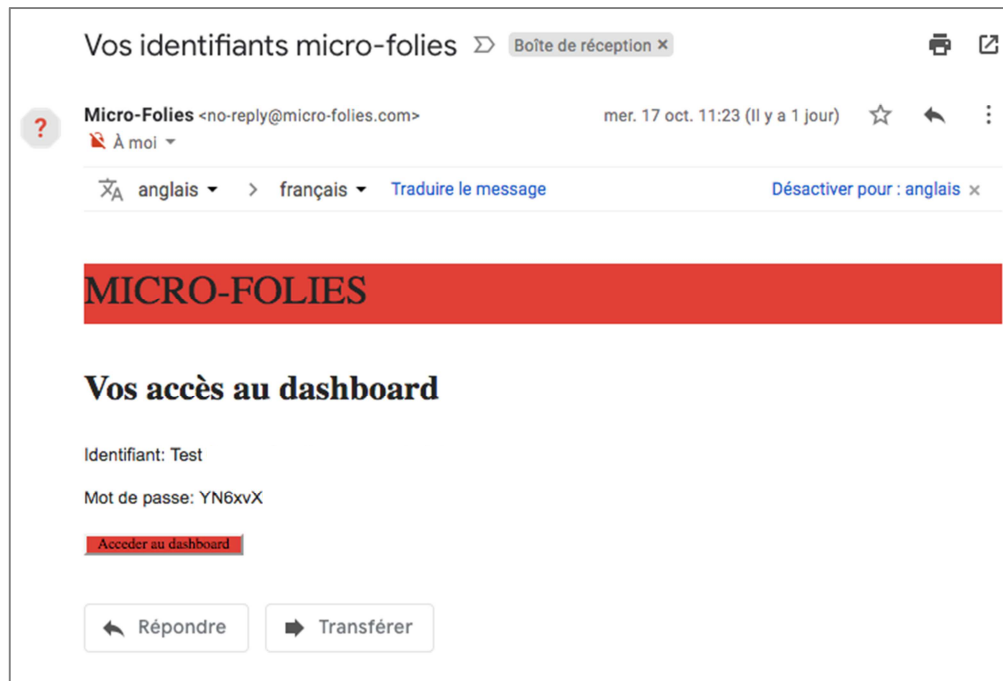 Vos identifiants micro-folies Boîte de réception ×
Micro-Folies <no-reply@micro-folies.com> mer. 17 oct. 11:23 (Il y a 1 jour)
?
À moi
anglais > français Traduire le message Désactiver pour : anglais ×
MICRO-FOLIES
Vos accès au dashboard
Identifiant: Test
Mot de passe: YN6xvX
Acceder au dashboard
Répondre Transférer